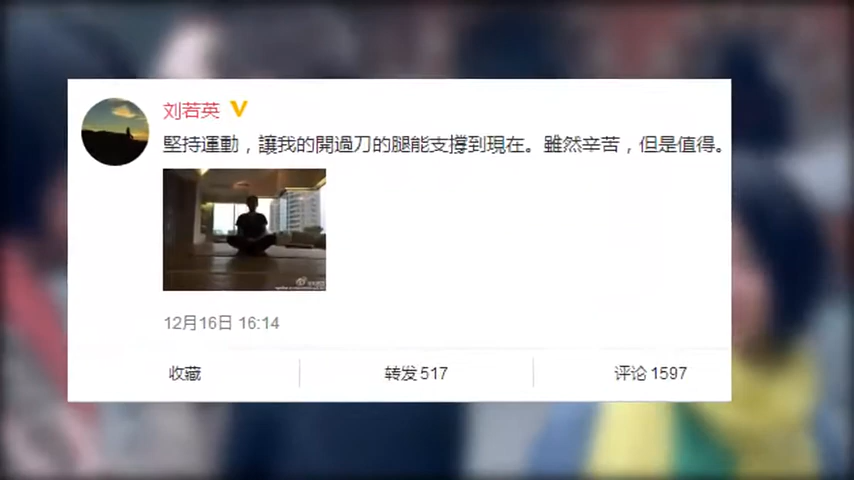 刘若英
堅持運動，讓我的開過刀的腿能支撐到現在。雖然辛苦，但是值得。
12月16日 16:14
收藏
转发 517
评论 1597